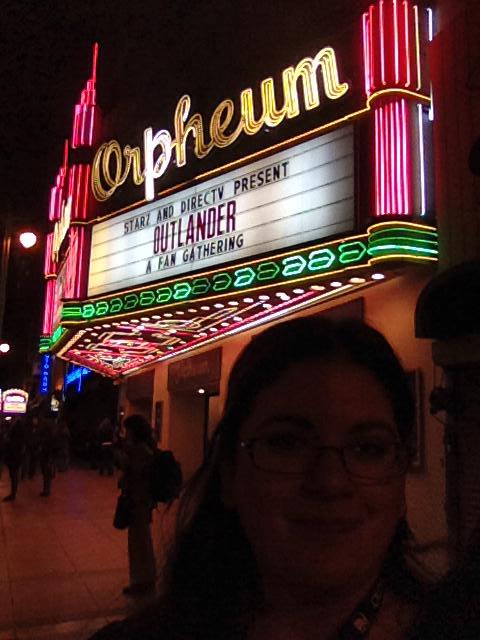 Orpheum
STARZ AND DIRECTV PRESENT
OUTLANDER
A FAN GATHERING